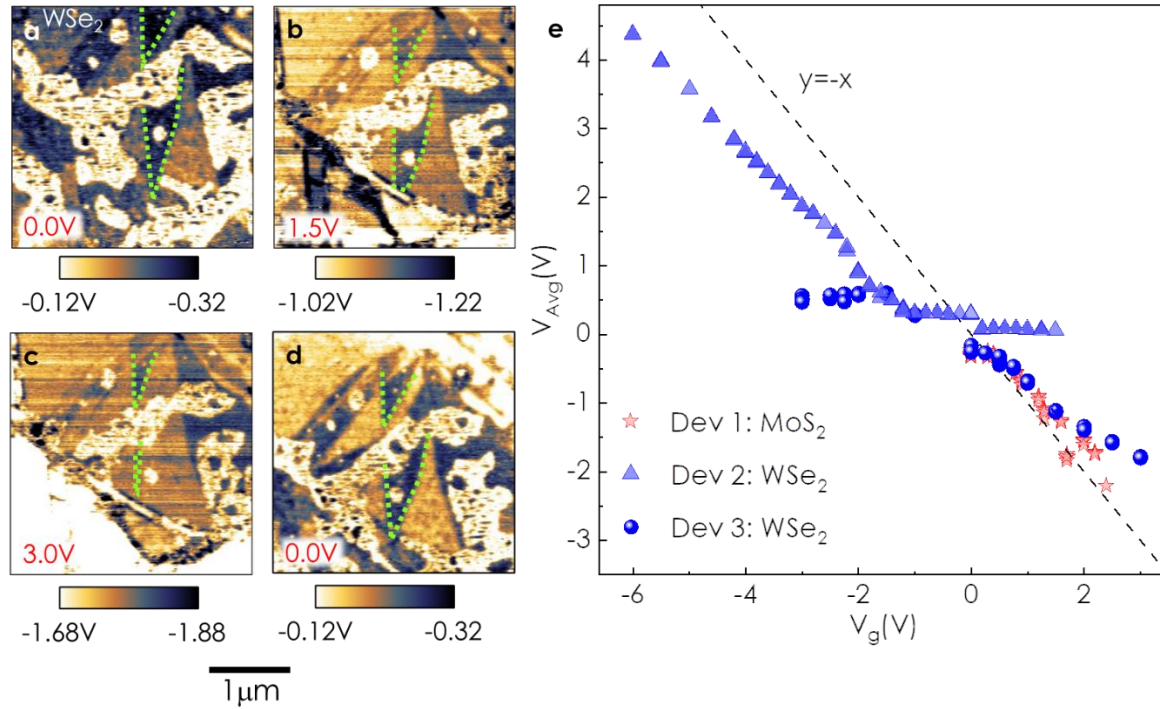 a WSe₂
0.0V
-0.12V -0.32
b
1.5V
-1.02V -1.22
c
3.0V
-1.68V -1.88
d
0.0V
-0.12V -0.32
1μm
e
y=-x
V_Avg(V)
4
3
2
1
0
-1
-2
-3
Dev 1: MoS₂
Dev 2: WSe₂
Dev 3: WSe₂
-6 -4 -2 0 2
V_g(V)